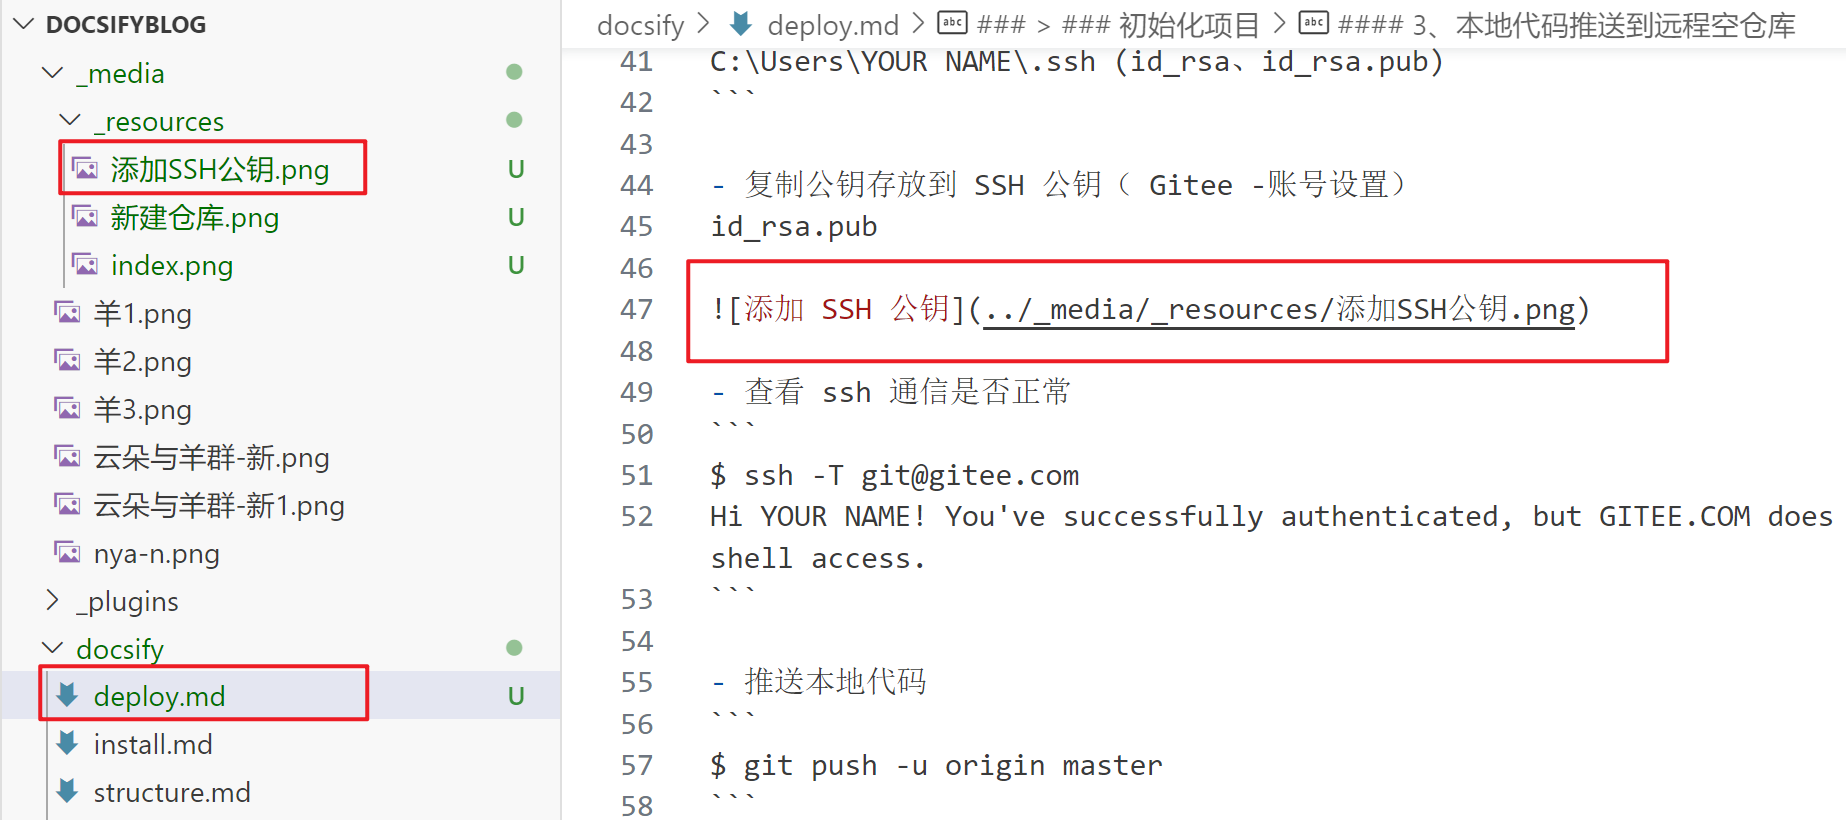 DOCSIFYBLOG
_media
_resources
添加SSH公钥.png U
新建仓库.png U
index.png U
羊1.png
羊2.png
羊3.png
云朵与羊群-新.png
云朵与羊群-新1.png
nya-n.png
_plugins
docsify
deploy.md U
install.md
structure.md
docsify > deploy.md > abc ### > ### 初始化项目 > abc #### 3、本地代码推送到远程空仓库
41 C:\Users\YOUR NAME\.ssh (id_rsa、id_rsa.pub)
42 ```
43
44 - 复制公钥存放到 SSH 公钥（ Gitee -账号设置）
45 id_rsa.pub
46
47 ![添加 SSH 公钥](../_media/_resources/添加SSH公钥.png)
48
49 - 查看 ssh 通信是否正常
50 ```
51 $ ssh -T git@gitee.com
52 Hi YOUR NAME! You've successfully authenticated, but GITEE.COM does
shell access.
53 ```
54
55 - 推送本地代码
56 ```
57 $ git push -u origin master
58 ```